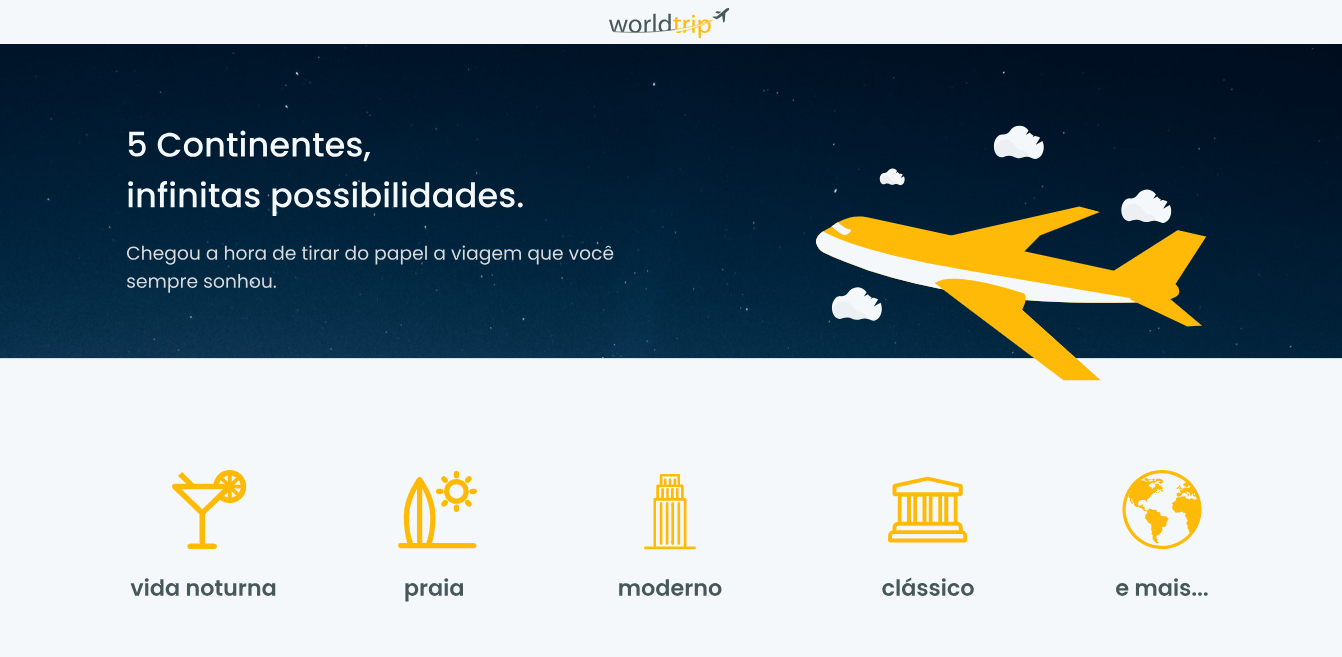 worldtrip
5 Continentes,
infinitas possibilidades.
Chegou a hora de tirar do papel a viagem que você
sempre sonhou.
vida noturna
praia
moderno
clássico
e mais...